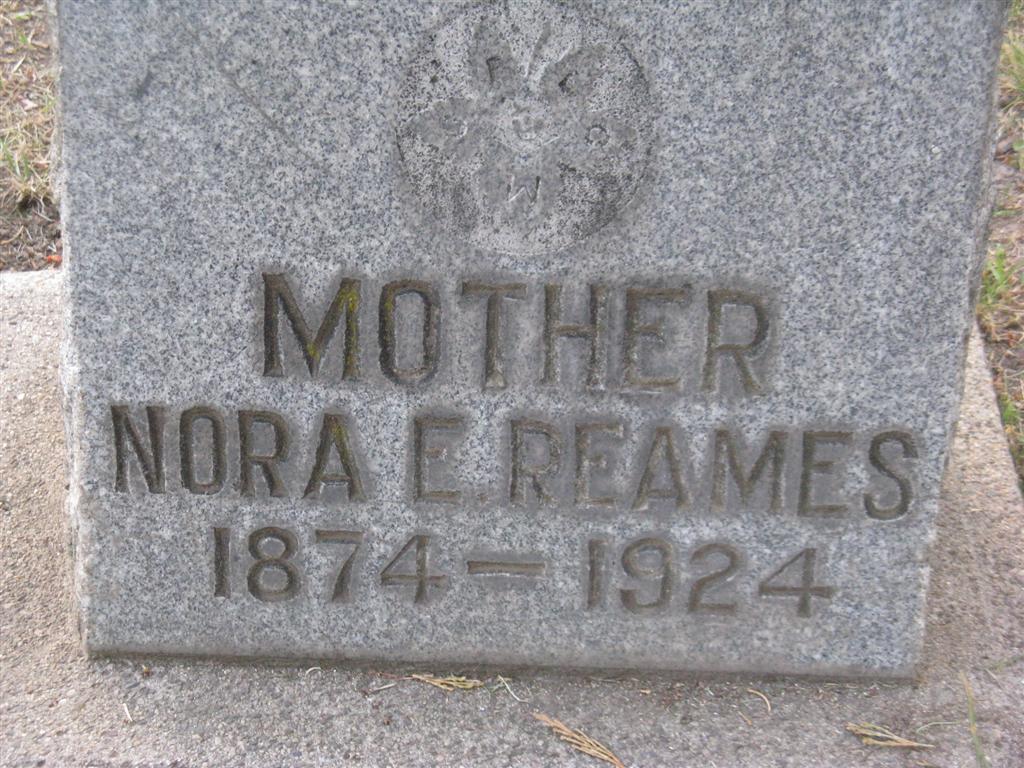 MOTHER
NORA E. REAMES
1874 — 1924